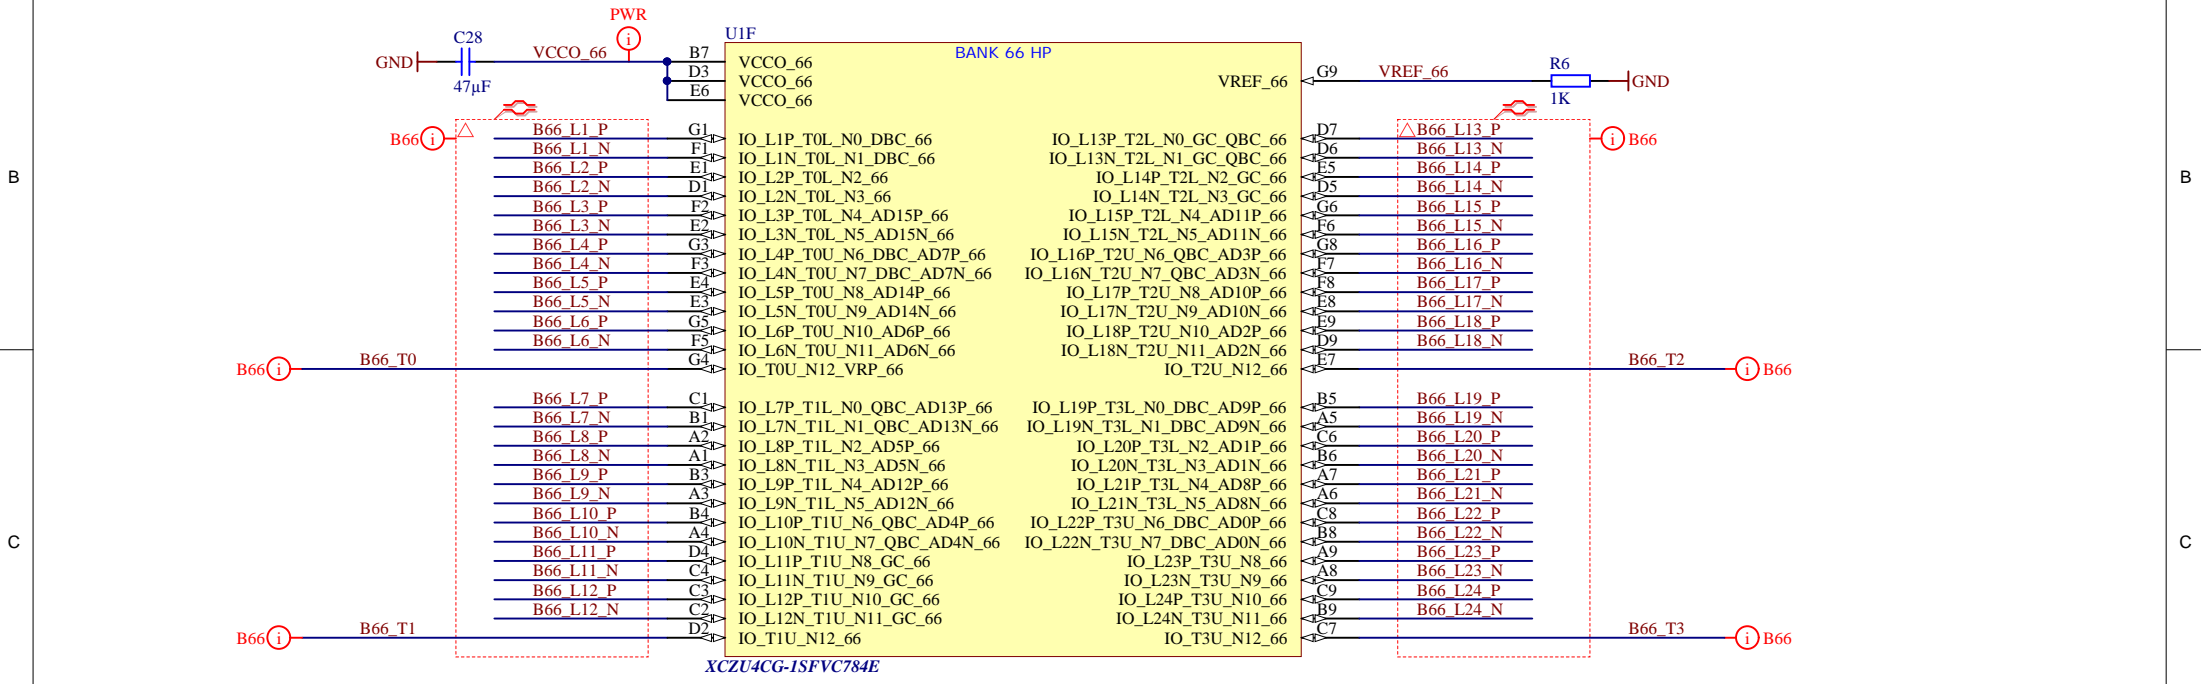 PWR
C28
GND
47µF
VCCO_66
U1F
BANK 66 HP
B7 VCCO_66
D3 VCCO_66
E6 VCCO_66
VREF_66 G9 VREF_66
R6
1K
GND
B66
B66
B66_L1_P G1 IO_L1P_T0L_N0_DBC_66 IO_L13P_T2L_N0_GC_QBC_66 D7 B66_L13_P
B66_L1_N F1 IO_L1N_T0L_N1_DBC_66 IO_L13N_T2L_N1_GC_QBC_66 D6 B66_L13_N
B66_L2_P E1 IO_L2P_T0L_N2_66 IO_L14P_T2L_N2_GC_66 E5 B66_L14_P
B B66_L2_N D1 IO_L2N_T0L_N3_66 IO_L14N_T2L_N3_GC_66 D5 B66_L14_N B
B66_L3_P F2 IO_L3P_T0L_N4_AD15P_66 IO_L15P_T2L_N4_AD11P_66 G6 B66_L15_P
B66_L3_N E2 IO_L3N_T0L_N5_AD15N_66 IO_L15N_T2L_N5_AD11N_66 F6 B66_L15_N
B66_L4_P G3 IO_L4P_T0U_N6_DBC_AD7P_66 IO_L16P_T2U_N6_QBC_AD3P_66 G8 B66_L16_P
B66_L4_N F3 IO_L4N_T0U_N7_DBC_AD7N_66 IO_L16N_T2U_N7_QBC_AD3N_66 F7 B66_L16_N
B66_L5_P E4 IO_L5P_T0U_N8_AD14P_66 IO_L17P_T2U_N8_AD10P_66 F8 B66_L17_P
B66_L5_N E3 IO_L5N_T0U_N9_AD14N_66 IO_L17N_T2U_N9_AD10N_66 E8 B66_L17_N
B66_L6_P G5 IO_L6P_T0U_N10_AD6P_66 IO_L18P_T2U_N10_AD2P_66 E9 B66_L18_P
B66_L6_N F5 IO_L6N_T0U_N11_AD6N_66 IO_L18N_T2U_N11_AD2N_66 D9 B66_L18_N
B66 B66_T0 G4 IO_T0U_N12_VRP_66 IO_T2U_N12_66 E7 B66_T2 B66
B66_L7_P C1 IO_L7P_T1L_N0_QBC_AD13P_66 IO_L19P_T3L_N0_DBC_AD9P_66 B5 B66_L19_P
B66_L7_N B1 IO_L7N_T1L_N1_QBC_AD13N_66 IO_L19N_T3L_N1_DBC_AD9N_66 A5 B66_L19_N
B66_L8_P A2 IO_L8P_T1L_N2_AD5P_66 IO_L20P_T3L_N2_AD1P_66 C6 B66_L20_P
B66_L8_N A1 IO_L8N_T1L_N3_AD5N_66 IO_L20N_T3L_N3_AD1N_66 B6 B66_L20_N
B66_L9_P B3 IO_L9P_T1L_N4_AD12P_66 IO_L21P_T3L_N4_AD8P_66 A7 B66_L21_P
B66_L9_N A3 IO_L9N_T1L_N5_AD12N_66 IO_L21N_T3L_N5_AD8N_66 A6 B66_L21_N
B66_L10_P B4 IO_L10P_T1U_N6_QBC_AD4P_66 IO_L22P_T3U_N6_DBC_AD0P_66 C8 B66_L22_P
C B66_L10_N A4 IO_L10N_T1U_N7_QBC_AD4N_66 IO_L22N_T3U_N7_DBC_AD0N_66 B8 B66_L22_N C
B66_L11_P D4 IO_L11P_T1U_N8_GC_66 IO_L23P_T3U_N8_66 A9 B66_L23_P
B66_L11_N C4 IO_L11N_T1U_N9_GC_66 IO_L23N_T3U_N9_66 A8 B66_L23_N
B66_L12_P C3 IO_L12P_T1U_N10_GC_66 IO_L24P_T3U_N10_66 C9 B66_L24_P
B66_L12_N C2 IO_L12N_T1U_N11_GC_66 IO_L24N_T3U_N11_66 B9 B66_L24_N
B66 B66_T1 D2 IO_T1U_N12_66 IO_T3U_N12_66 C7 B66_T3 B66
XCZU4CG-1SFVC784E